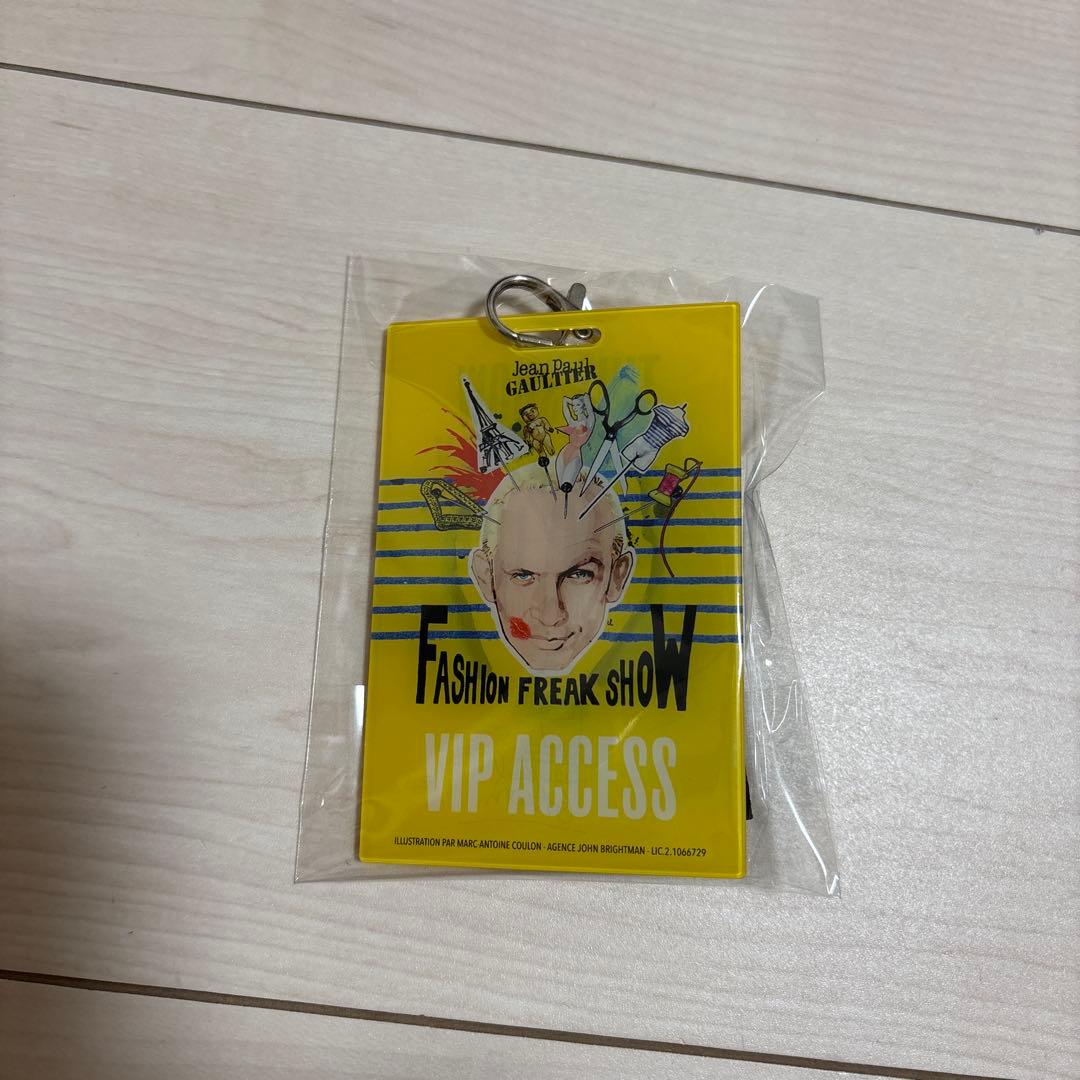 Jean Paul
GAULTIER
FASHION FREAK SHOW
VIP ACCESS
ILLUSTRATION PAR MARC-ANTOINE COULON - AGENCE JOHN BRIGHTMAN - LIC.2.1066729